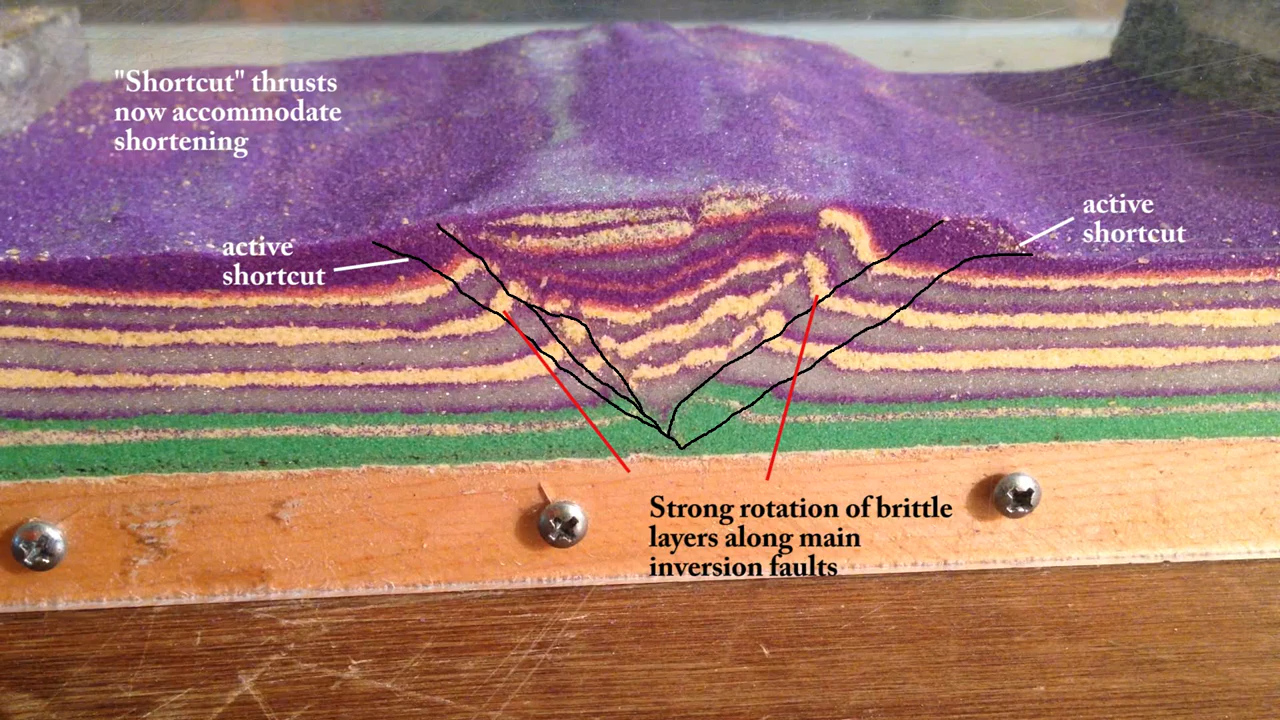 "Shortcut" thrusts
now accommodate
shortening
active
shortcut
active
shortcut
Strong rotation of brittle
layers along main
inversion faults